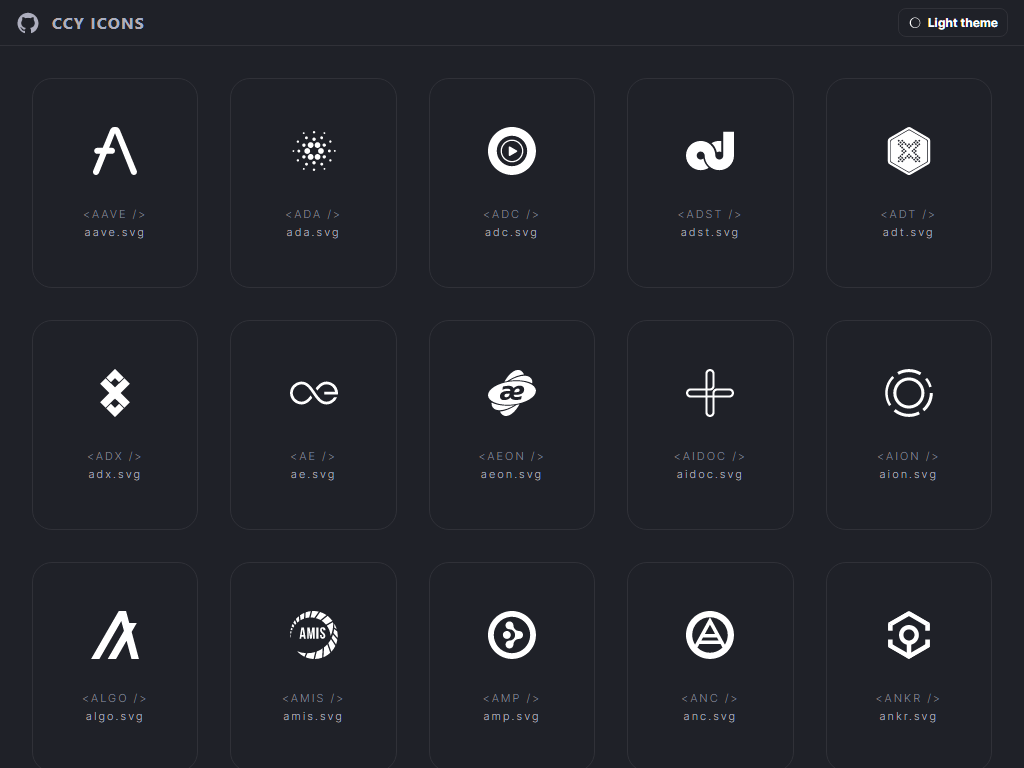 CCY ICONS
Light theme
<AAVE />
aave.svg
<ADA />
ada.svg
<ADC />
adc.svg
<ADST />
adst.svg
<ADT />
adt.svg
<ADX />
adx.svg
<AE />
ae.svg
æ
<AEON />
aeon.svg
<AIDOC />
aidoc.svg
<AION />
aion.svg
<ALGO />
algo.svg
AMIS
<AMIS />
amis.svg
<AMP />
amp.svg
<ANC />
anc.svg
<ANKR />
ankr.svg